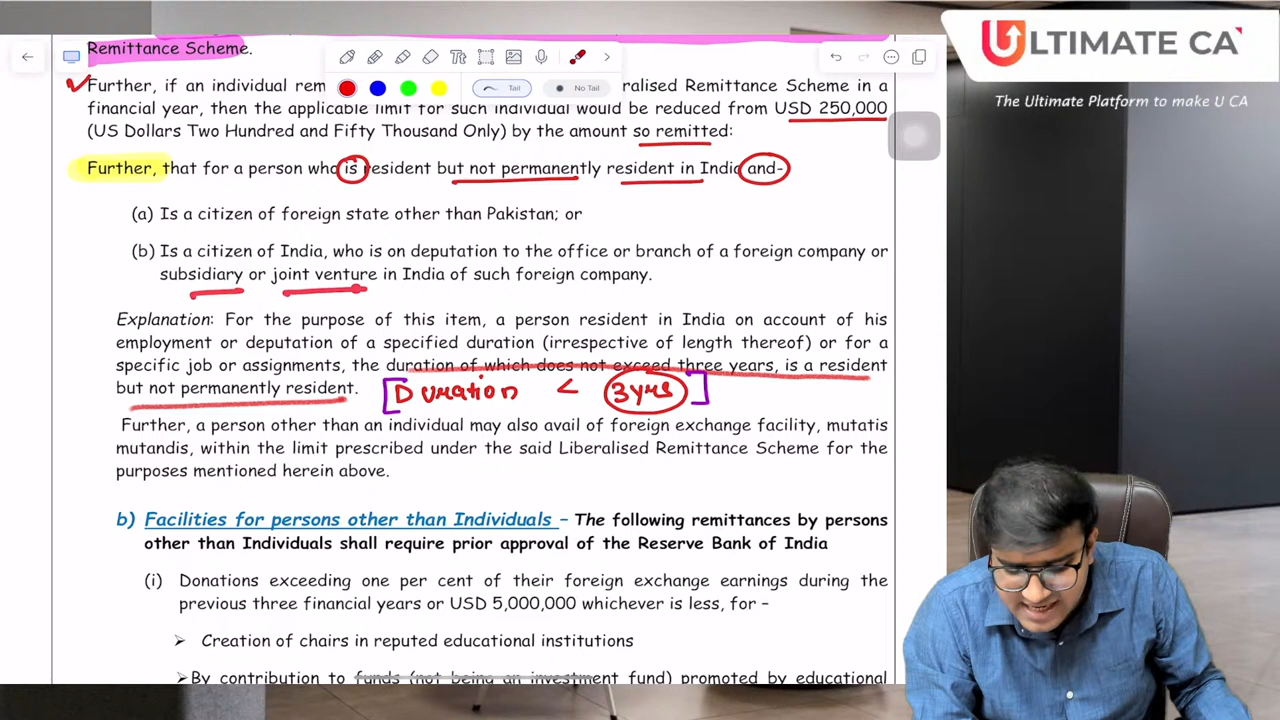 Remittance Scheme.
Further, if an individual rem ralised Remittance Scheme in a
financial year, then the applicable limit for such individual would be reduced from USD 250,000
(US Dollars Two Hundred and Fifty Thousand Only) by the amount so remitted:
Further, that for a person who is resident but not permanently resident in India and-
(a) Is a citizen of foreign state other than Pakistan; or
(b) Is a citizen of India, who is on deputation to the office or branch of a foreign company or
subsidiary or joint venture in India of such foreign company.
Explanation: For the purpose of this item, a person resident in India on account of his
employment or deputation of a specified duration (irrespective of length thereof) or for a
specific job or assignments, the duration of which does not exceed three years, is a resident
but not permanently resident. [Duration < 3yrs]
Further, a person other than an individual may also avail of foreign exchange facility, mutatis
mutandis, within the limit prescribed under the said Liberalised Remittance Scheme for the
purposes mentioned herein above.
b) Facilities for persons other than Individuals – The following remittances by persons
other than Individuals shall require prior approval of the Reserve Bank of India
(i) Donations exceeding one per cent of their foreign exchange earnings during the
previous three financial years or USD 5,000,000 whichever is less, for –
➤ Creation of chairs in reputed educational institutions
➤By contribution to funds (not being an investment fund) promoted by educational
Tail
No Tail
ULTIMATE CA
The Ultimate Platform to make U CA